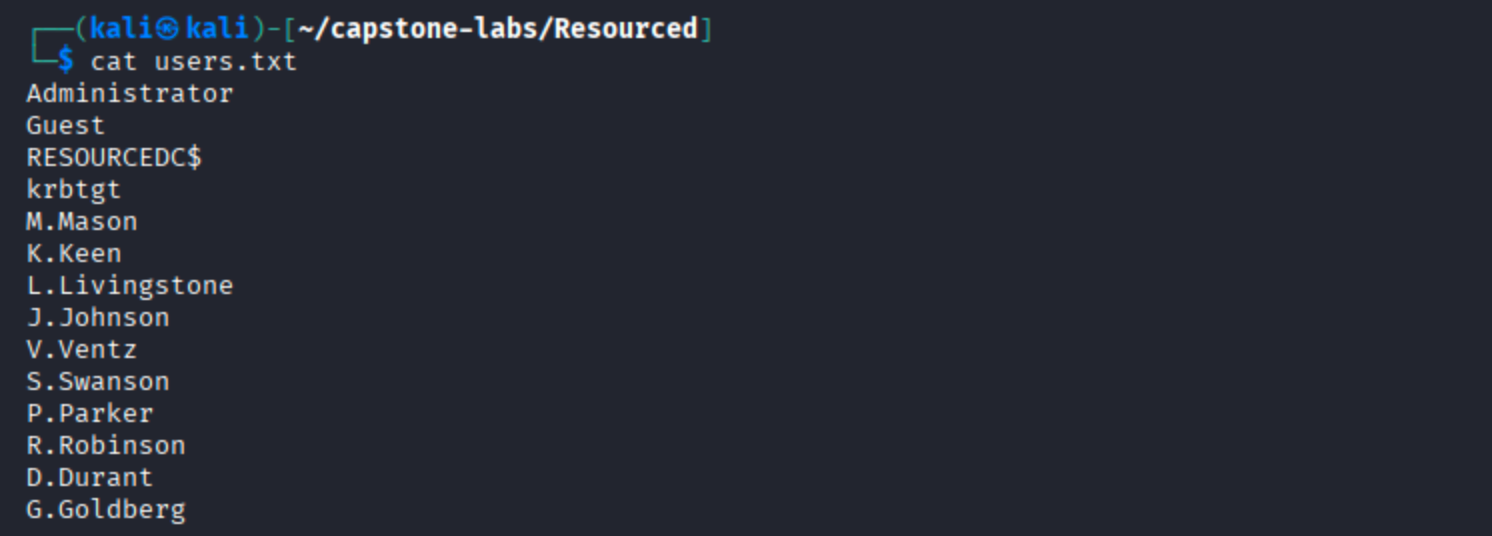 ┌──(kali㉿kali)-[~/capstone-labs/Resourced]
└─$ cat users.txt
Administrator
Guest
RESOURCEDC$
krbtgt
M.Mason
K.Keen
L.Livingstone
J.Johnson
V.Ventz
S.Swanson
P.Parker
R.Robinson
D.Durant
G.Goldberg